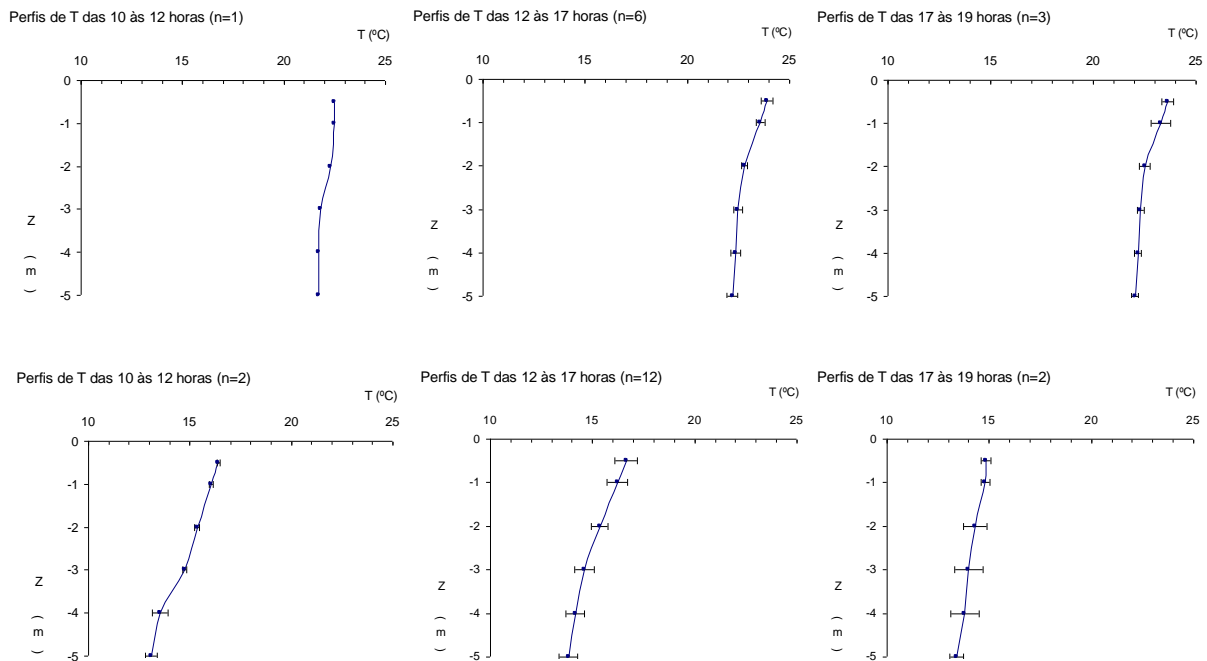 Perfis de T das 10 às 12 horas (n=1)
T (ºC)
10 15 20 25
0
-1
-2
-3
-4
-5
Z
(
m
)
Perfis de T das 12 às 17 horas (n=6)
T (ºC)
10 15 20 25
0
-1
-2
-3
-4
-5
Z
(
m
)
Perfis de T das 17 às 19 horas (n=3)
T (ºC)
10 15 20 25
0
-1
-2
-3
-4
-5
Z
(
m
)
Perfis de T das 10 às 12 horas (n=2)
T (ºC)
10 15 20 25
0
-1
-2
-3
-4
-5
Z
(
m
)
Perfis de T das 12 às 17 horas (n=12)
T (ºC)
10 15 20 25
0
-1
-2
-3
-4
-5
Z
(
m
)
Perfis de T das 17 às 19 horas (n=2)
T (ºC)
10 15 20 25
0
-1
-2
-3
-4
-5
Z
(
m
)